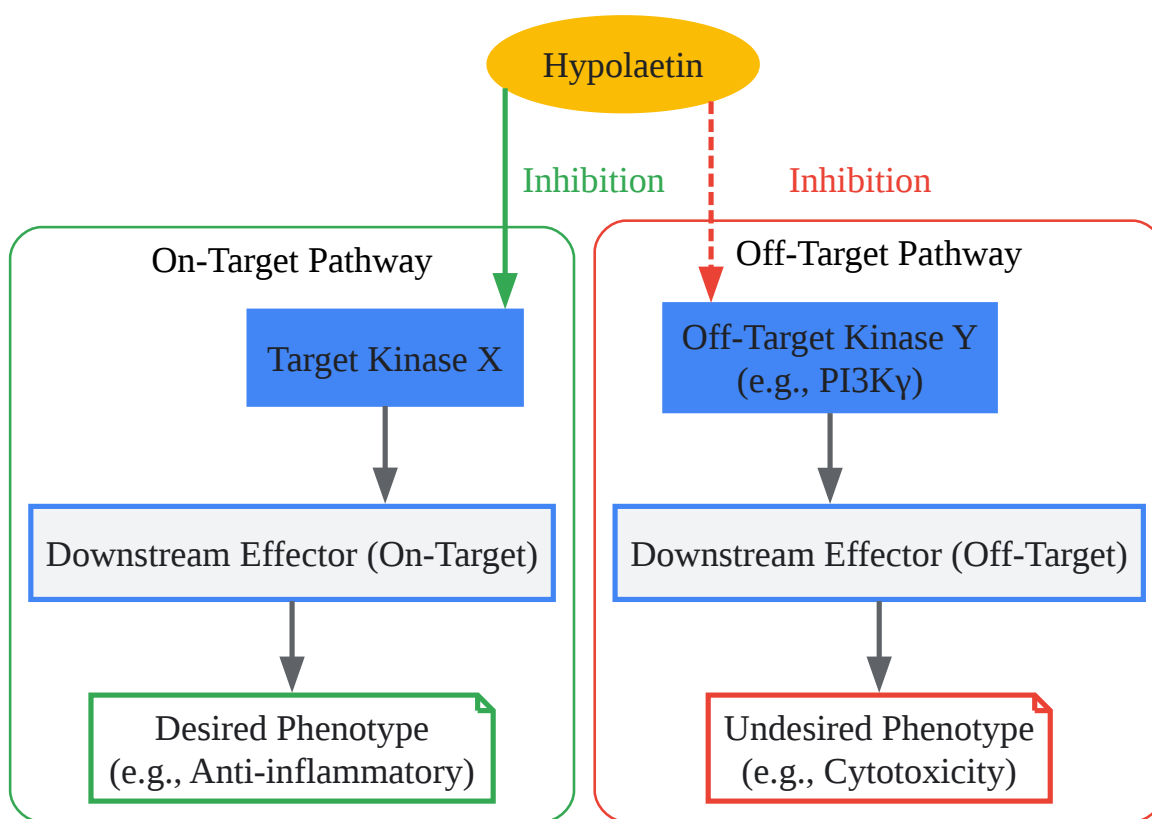 Hypolaetin
Inhibition
Inhibition
On-Target Pathway
Target Kinase X
Downstream Effector (On-Target)
Desired Phenotype
(e.g., Anti-inflammatory)
Off-Target Pathway
Off-Target Kinase Y
(e.g., PI3Kγ)
Downstream Effector (Off-Target)
Undesired Phenotype
(e.g., Cytotoxicity)